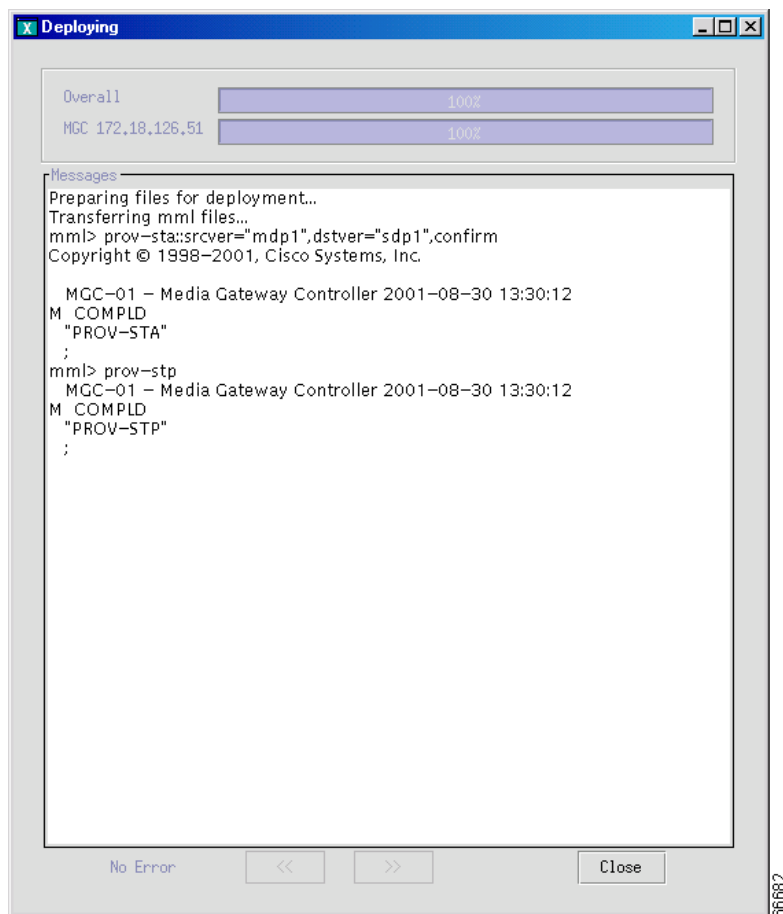 X Deploying
Overall 100%
MGC 172.18.126.51 100%
Messages
Preparing files for deployment...
Transferring mml files...
mml> prov-sta::srcver="mdp1",dstver="sdp1",confirm
Copyright © 1998-2001, Cisco Systems, Inc.
MGC-01 - Media Gateway Controller 2001-08-30 13:30:12
M COMPLD
"PROV-STA"
;
mml> prov-stp
MGC-01 - Media Gateway Controller 2001-08-30 13:30:12
M COMPLD
"PROV-STP"
;
No Error << >> Close
66682